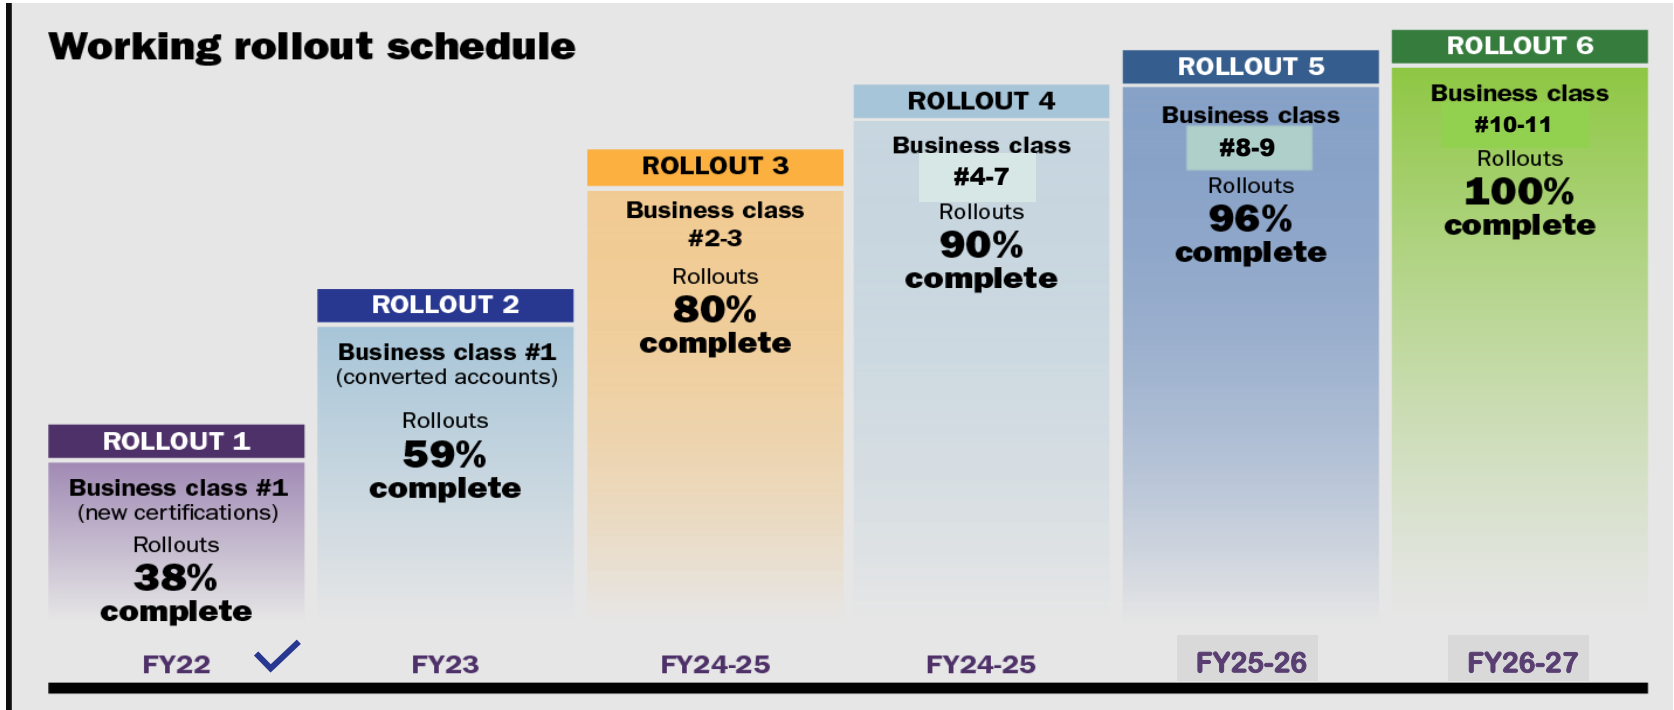 Working rollout schedule
ROLLOUT 1
Business class #1
(new certifications)
Rollouts
38%
complete
FY22
ROLLOUT 2
Business class #1
(converted accounts)
Rollouts
59%
complete
FY23
ROLLOUT 3
Business class
#2-3
Rollouts
80%
complete
FY24-25
ROLLOUT 4
Business class
#4-7
Rollouts
90%
complete
FY24-25
ROLLOUT 5
Business class
#8-9
Rollouts
96%
complete
FY25-26
ROLLOUT 6
Business class
#10-11
Rollouts
100%
complete
FY26-27